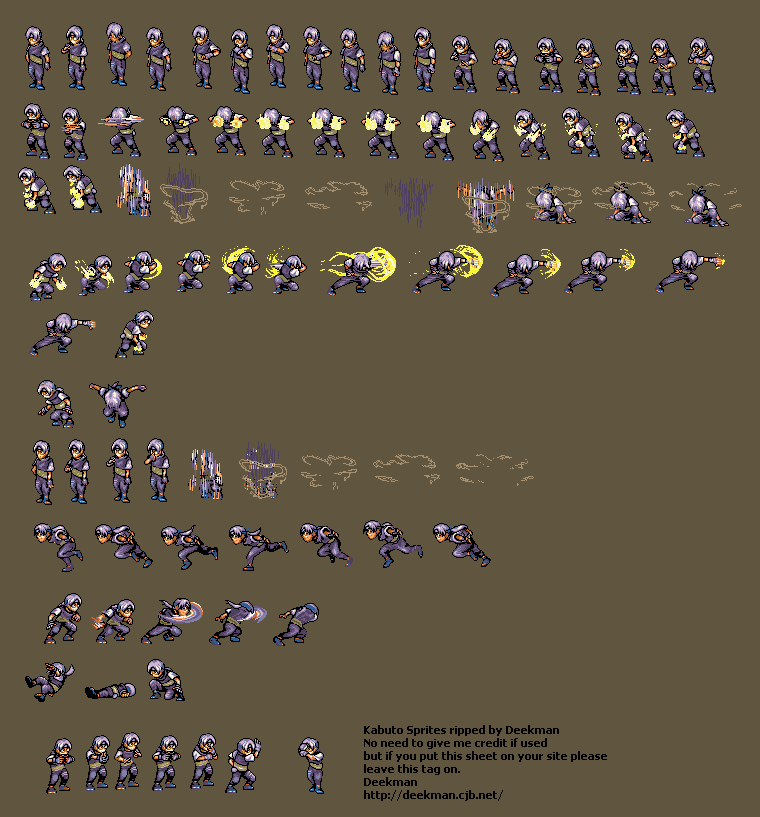 Kabuto Sprites ripped by Deekman
No need to give me credit if used
but if you put this sheet on your site please
leave this tag on.
Deekman
http://deekman.cjb.net/